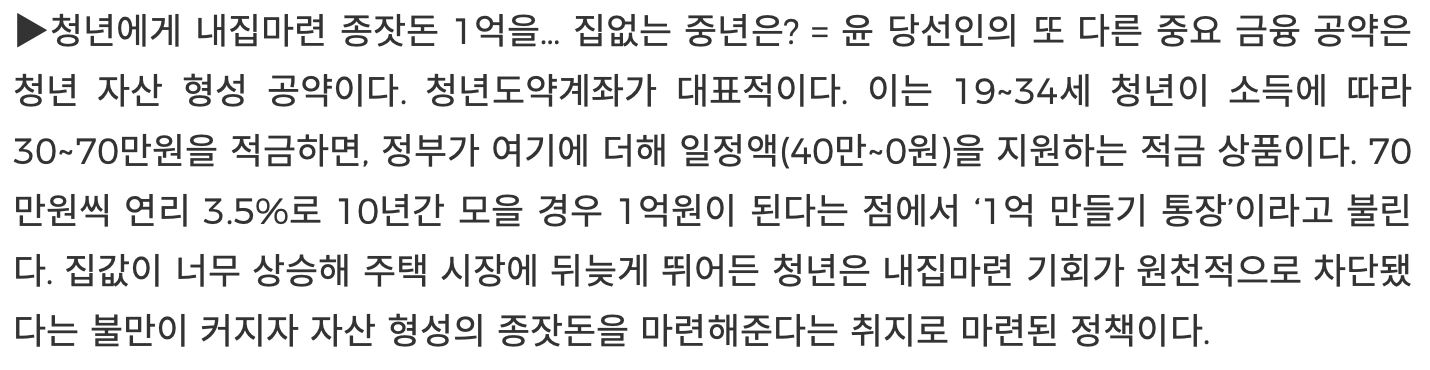 ▶청년에게 내집마련 종잣돈 1억을... 집없는 중년은? = 윤 당선인의 또 다른 중요 금융 공약은
청년 자산 형성 공약이다. 청년도약계좌가 대표적이다. 이는 19~34세 청년이 소득에 따라
30~70만원을 적금하면, 정부가 여기에 더해 일정액(40만~0원)을 지원하는 적금 상품이다. 70
만원씩 연리 3.5%로 10년간 모을 경우 1억원이 된다는 점에서 ‘1억 만들기 통장’이라고 불린
다. 집값이 너무 상승해 주택 시장에 뒤늦게 뛰어든 청년은 내집마련 기회가 원천적으로 차단됐
다는 불만이 커지자 자산 형성의 종잣돈을 마련해준다는 취지로 마련된 정책이다.